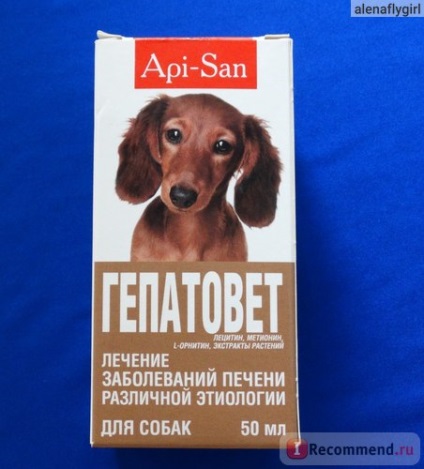 alenaflygirl
Api-San
ГЕПАТОВЕТ
ЛЕЦИТИН, МЕТИОНИН,
L-ОРНИТИН, ЭКСТРАКТЫ РАСТЕНИЙ
ЛЕЧЕНИЕ
ЗАБОЛЕВАНИЙ ПЕЧЕНИ
РАЗЛИЧНОЙ ЭТИОЛОГИИ
ДЛЯ СОБАК 50 мл
I Recommend.ru